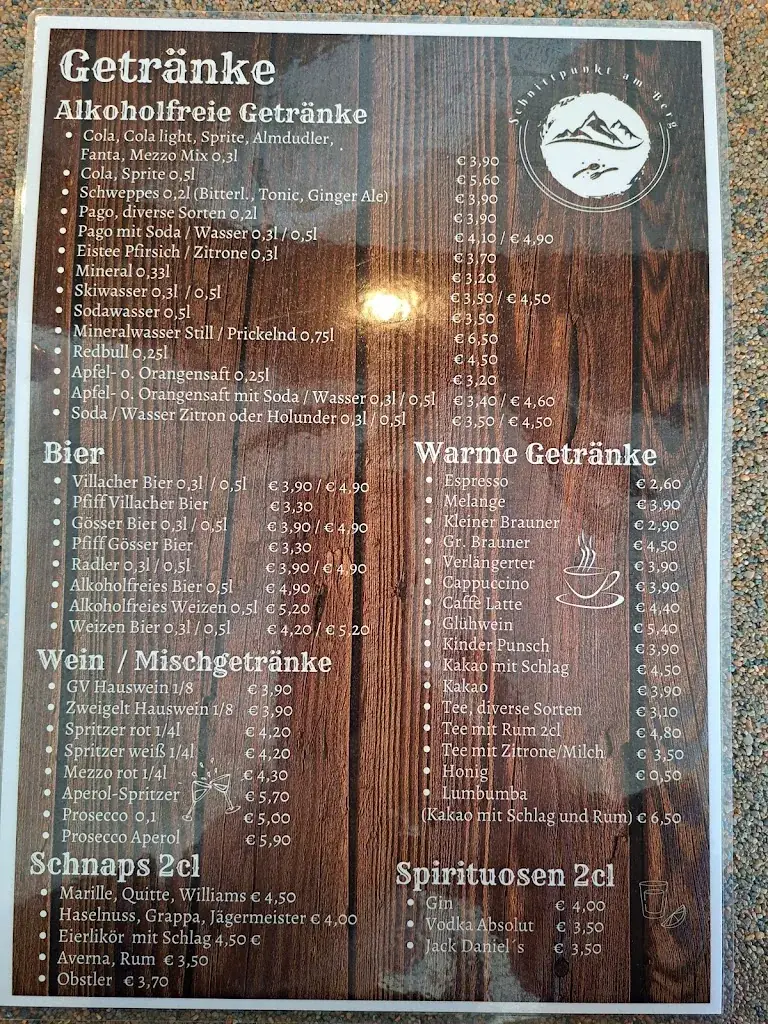 Getränke
Schnittpunkt am Berg
Alkoholfreie Getränke
• Cola, Cola light, Sprite, Almdudler,
Fanta, Mezzo Mix 0,3l € 3,90
• Cola, Sprite 0,5l € 5,60
• Schweppes 0,2l (Bitterl., Tonic, Ginger Ale) € 3,90
• Pago, diverse Sorten 0,2l € 3,90
• Pago mit Soda / Wasser 0,3l / 0,5l € 4,10 / € 4,90
• Eistee Pfirsich / Zitrone 0,3l € 3,70
• Mineral 0,33l € 3,20
• Skiwasser 0,3l / 0,5l € 3,50 / € 4,50
• Sodawasser 0,5l € 3,50
• Mineralwasser Still / Prickelnd 0,75l € 6,50
• Redbull 0,25l € 4,50
• Apfel- o. Orangensaft 0,25l € 3,20
• Apfel- o. Orangensaft mit Soda / Wasser 0,3l / 0,5l € 3,40 / € 4,60
• Soda / Wasser Zitron oder Holunder 0,3l / 0,5l € 3,50 / € 4,50
Bier
• Villacher Bier 0,3l / 0,5l € 3,90 / € 4,90
• Pfiff Villacher Bier € 3,30
• Gösser Bier 0,3l / 0,5l € 3,90 / € 4,90
• Pfiff Gösser Bier € 3,30
• Radler 0,3l / 0,5l € 3,90 / € 4,90
• Alkoholfreies Bier 0,5l € 4,90
• Alkoholfreies Weizen 0,5l € 5,20
• Weizen Bier 0,3l / 0,5l € 4,20 / € 5,20
Wein / Mischgetränke
• GV Hauswein 1/8 € 3,90
• Zweigelt Hauswein 1/8 € 3,90
• Spritzer rot 1/4l € 4,20
• Spritzer weiß 1/4l € 4,20
• Mezzo rot 1/4l € 4,30
• Aperol-Spritzer € 5,70
• Prosecco 0,1 € 5,00
• Prosecco Aperol € 5,90
Schnaps 2cl
• Marille, Quitte, Williams € 4,50
• Haselnuss, Grappa, Jägermeister € 4,00
• Eierlikör mit Schlag 4,50 €
• Averna, Rum € 3,50
• Obstler € 3,70
Warme Getränke
• Espresso € 2,60
• Melange € 3,90
• Kleiner Brauner € 2,90
• Gr. Brauner € 4,50
• Verlängerter € 3,90
• Cappuccino € 3,90
• Caffe Latte € 4,40
• Glühwein € 5,40
• Kinder Punsch € 3,90
• Kakao mit Schlag € 4,50
• Kakao € 3,90
• Tee, diverse Sorten € 3,10
• Tee mit Rum 2cl € 4,80
• Tee mit Zitrone/Milch € 3,50
• Honig € 0,50
• Lumbumba
(Kakao mit Schlag und Rum) € 6,50
Spirituosen 2cl
• Gin € 4,00
• Vodka Absolut € 3,50
• Jack Daniel´s € 3,50